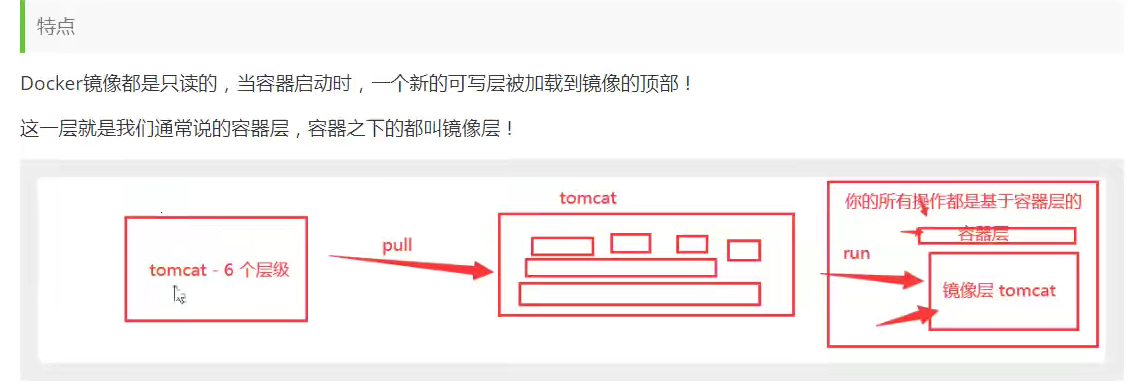 特点
Docker镜像都是只读的，当容器启动时，一个新的可写层被加载到镜像的顶部！
这一层就是我们通常说的容器层，容器之下的都叫镜像层！
tomcat - 6 个层级
pull
tomcat
run
你的所有操作都是基于容器层的
容器层
镜像层 tomcat